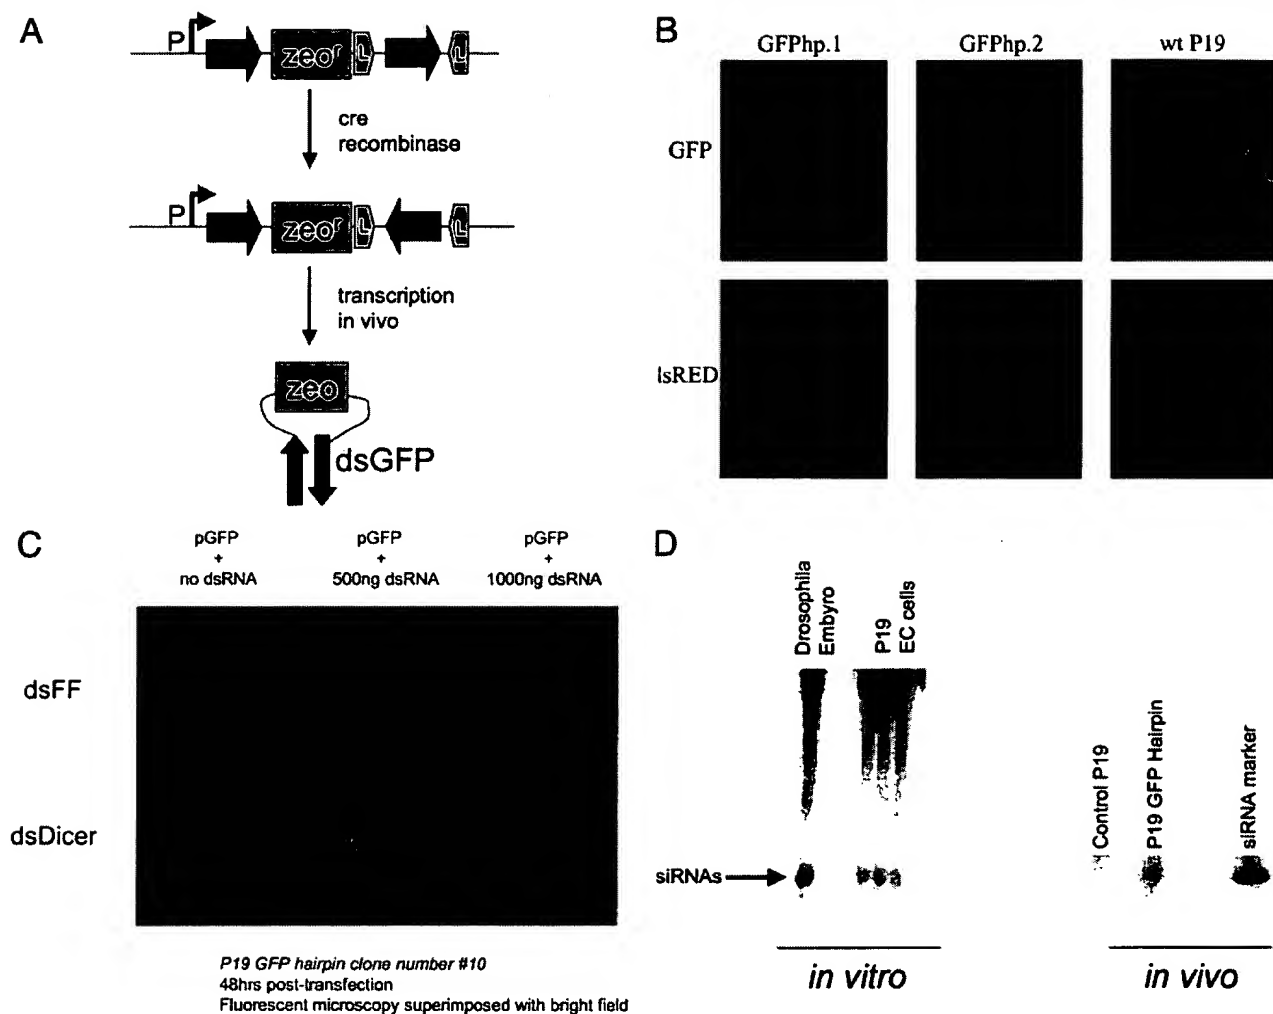 A
P
zeoʳ
L
L
cre
recombinase
P
zeoʳ
L
L
transcription
in vivo
zeo
dsGFP
B
GFPhp.1
GFPhp.2
wt P19
GFP
lsRED
C
pGFP
+
no dsRNA
pGFP
+
500ng dsRNA
pGFP
+
1000ng dsRNA
dsFF
dsDicer
P19 GFP hairpin clone number #10
48hrs post-transfection
Fluorescent microscopy superimposed with bright field
D
Drosophila
Embyro
P19
EC cells
Control P19
P19 GFP Hairpin
siRNA marker
siRNAs
in vitro
in vivo